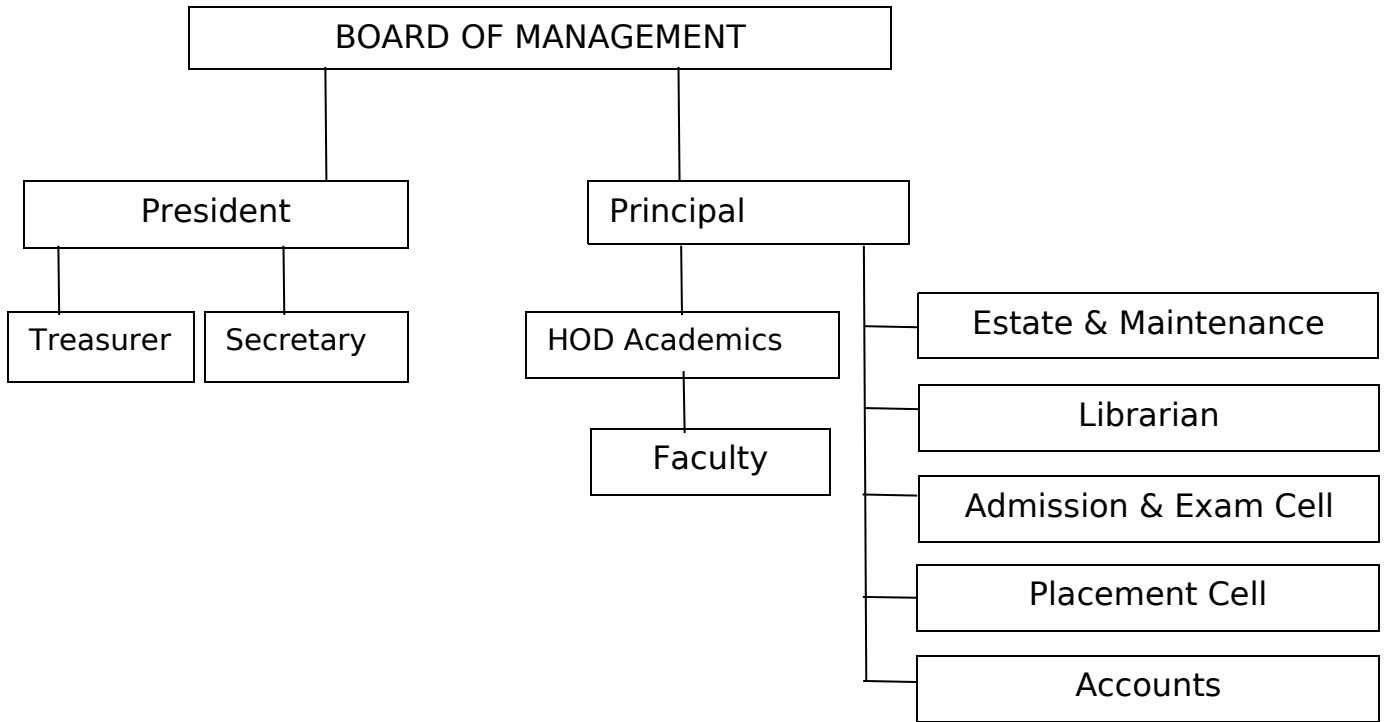 BOARD OF MANAGEMENT
President
Principal
Treasurer
Secretary
HOD Academics
Faculty
Estate & Maintenance
Librarian
Admission & Exam Cell
Placement Cell
Accounts